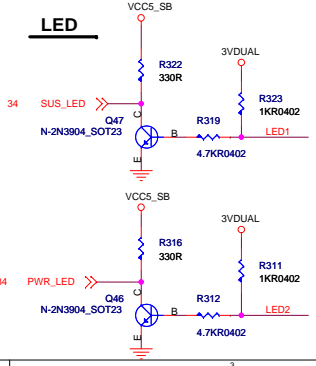 VCC5_SB
LED
3VDUAL
R322
330R
R323
1KR0402
34 SUS_LED
C
Q47
N-2N3904_SOT23
R319
B
LED1
4.7KR0402
E
VCC5_SB
3VDUAL
R316
330R
R311
1KR0402
34 PWR_LED
C
Q46
N-2N3904_SOT23
R312
B
LED2
4.7KR0402
E
3